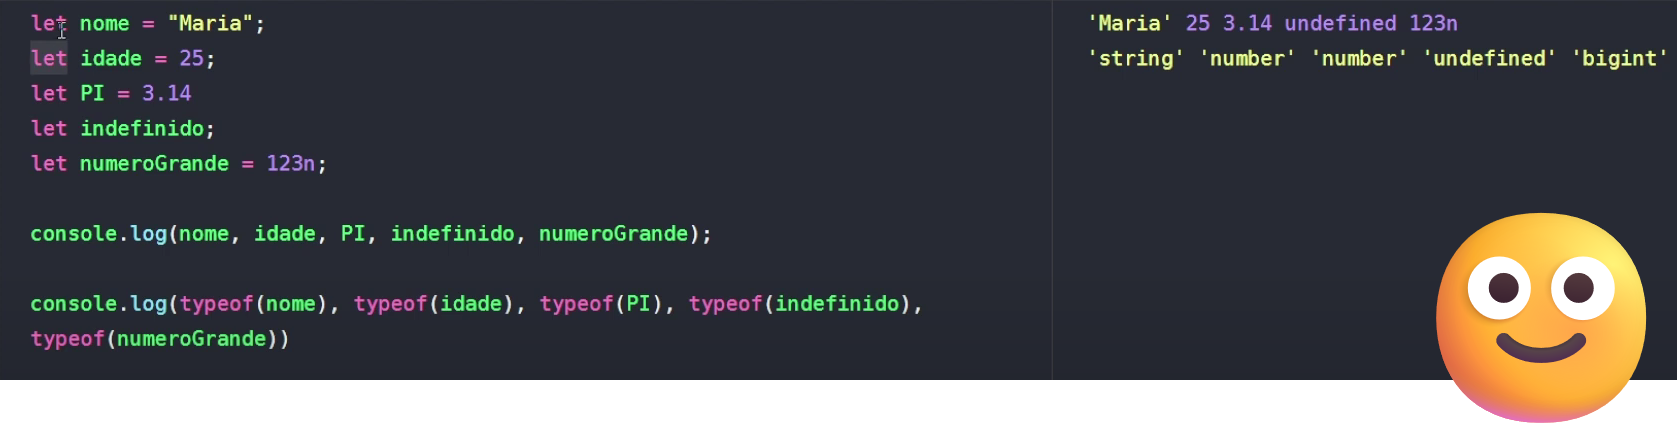 let nome = "Maria";
let idade = 25;
let PI = 3.14
let indefinido;
let numeroGrande = 123n;
console.log(nome, idade, PI, indefinido, numeroGrande);
console.log(typeof(nome), typeof(idade), typeof(PI), typeof(indefinido),
typeof(numeroGrande))
'Maria' 25 3.14 undefined 123n
'string' 'number' 'number' 'undefined' 'bigint'